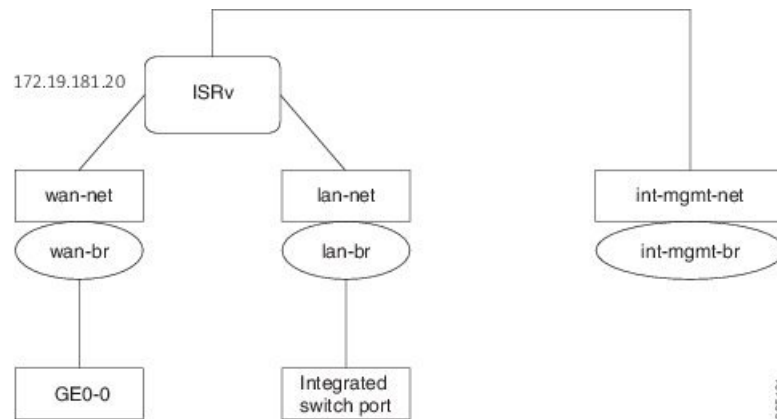 172.19.181.20
ISRv
wan-net
lan-net
int-mgmt-net
wan-br
lan-br
int-mgmt-br
GE0-0
Integrated
switch port